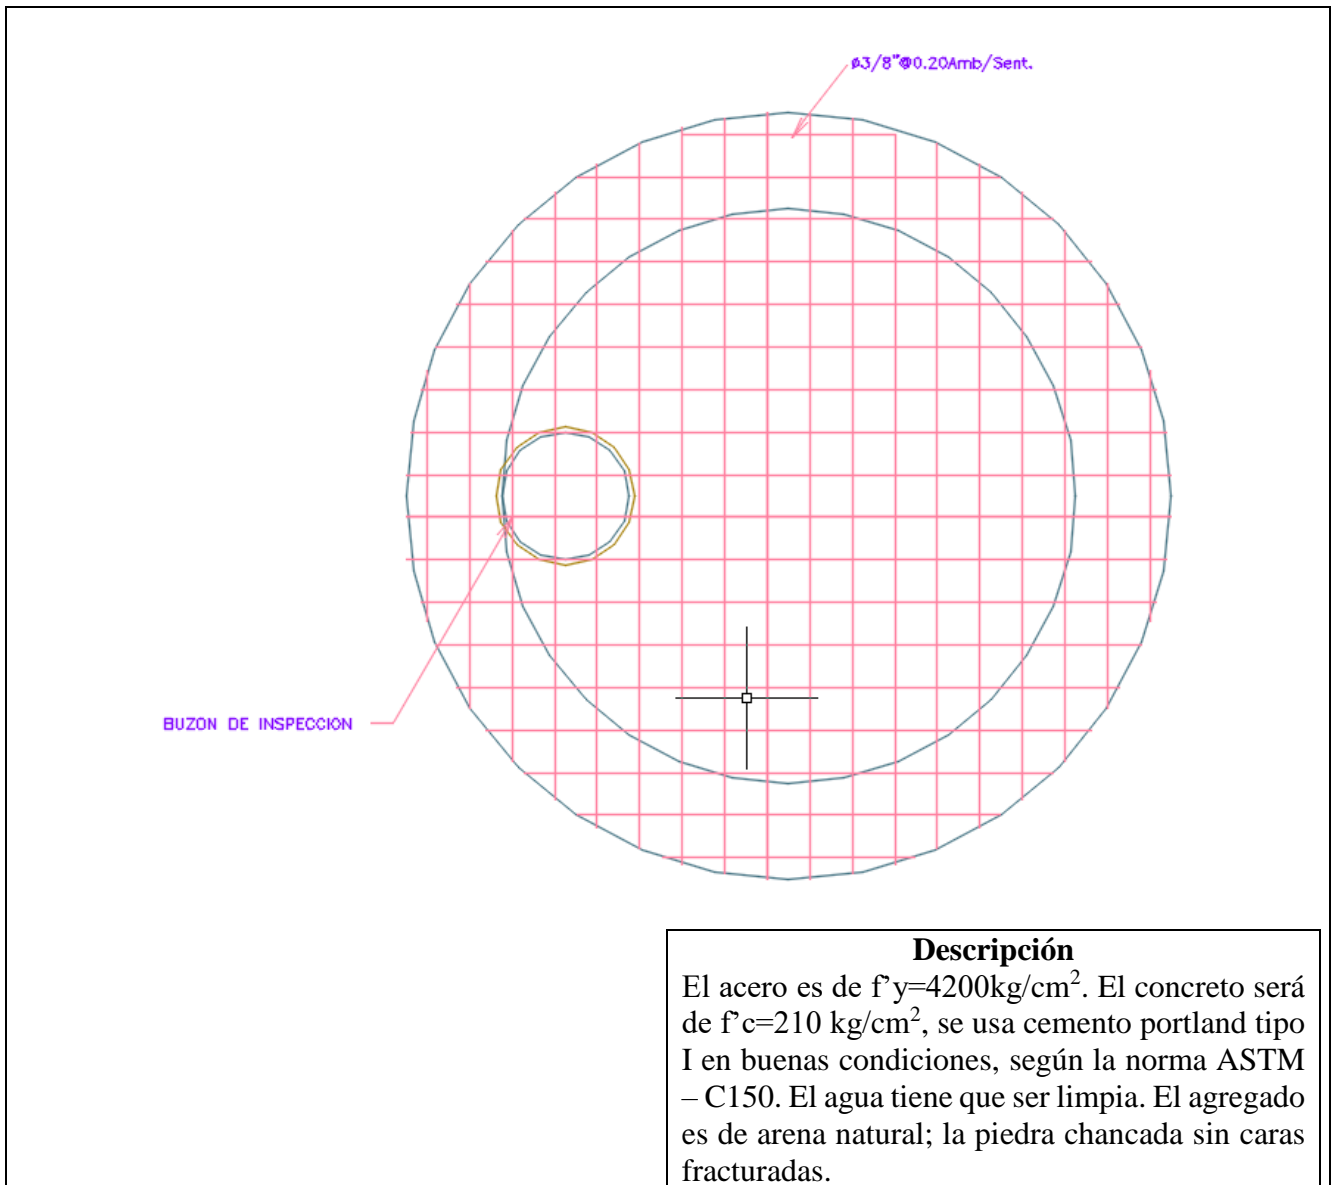 ø3/8"@0.20Amb/Sent.
BUZON DE INSPECCION
Descripción
El acero es de f’y=4200kg/cm². El concreto será
de f’c=210 kg/cm², se usa cemento portland tipo
I en buenas condiciones, según la norma ASTM
– C150. El agua tiene que ser limpia. El agregado
es de arena natural; la piedra chancada sin caras
fracturadas.